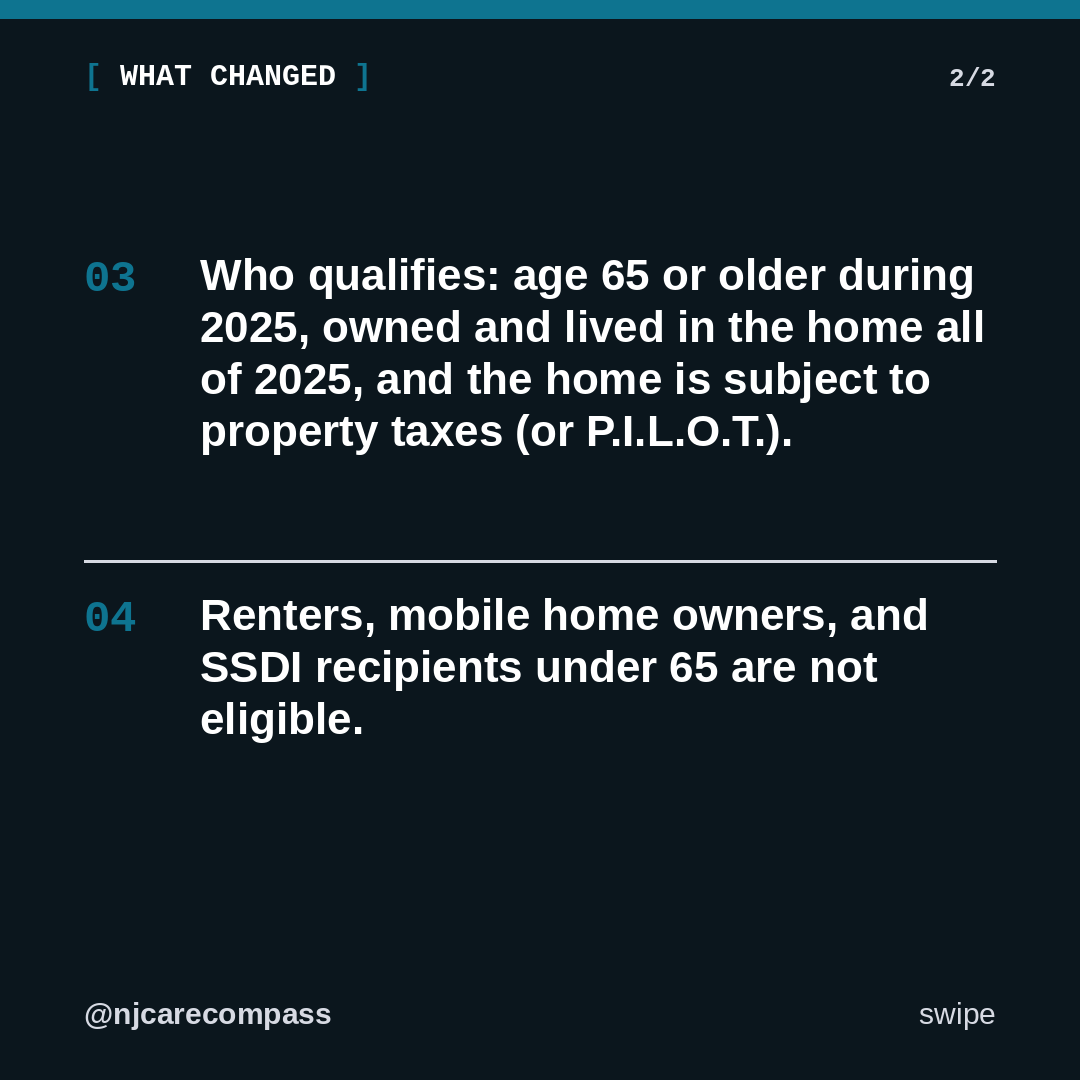 [ WHAT CHANGED ]
2/2
03
Who qualifies: age 65 or older during
2025, owned and lived in the home all
of 2025, and the home is subject to
property taxes (or P.I.L.O.T.).
04
Renters, mobile home owners, and
SSDI recipients under 65 are not
eligible.
@njcarecompass
swipe